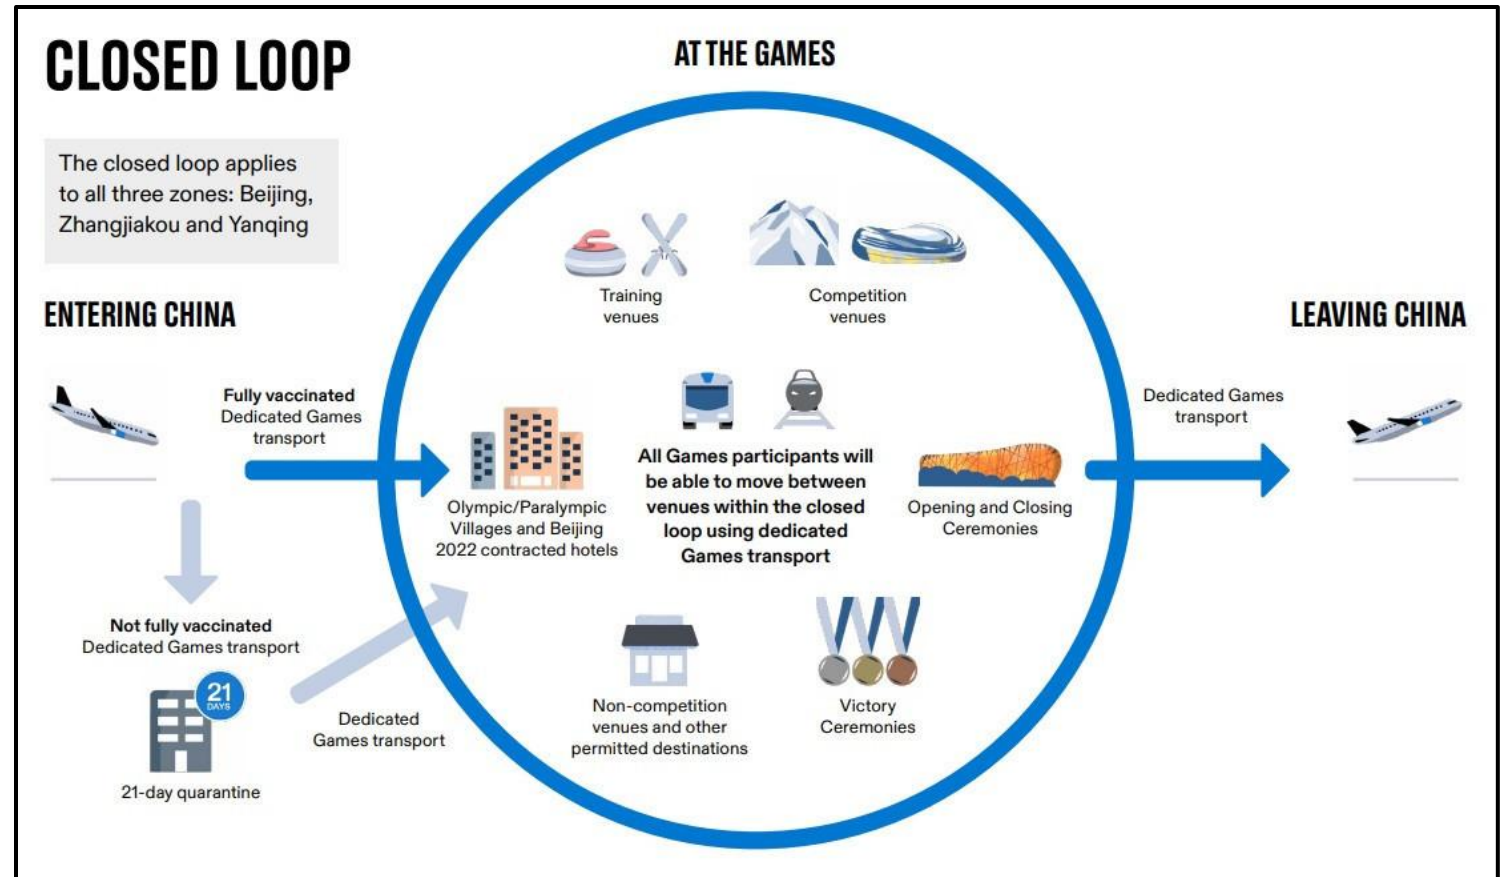 CLOSED LOOP
The closed loop applies
to all three zones: Beijing,
Zhangjiakou and Yanqing
AT THE GAMES
ENTERING CHINA
Fully vaccinated
Dedicated Games
transport
Not fully vaccinated
Dedicated Games transport
21
DAYS
21-day quarantine
Dedicated
Games transport
Training
venues
Competition
venues
Olympic/Paralympic
Villages and Beijing
2022 contracted hotels
All Games participants will
be able to move between
venues within the closed
loop using dedicated
Games transport
Opening and Closing
Ceremonies
Non-competition
venues and other
permitted destinations
Victory
Ceremonies
LEAVING CHINA
Dedicated Games
transport